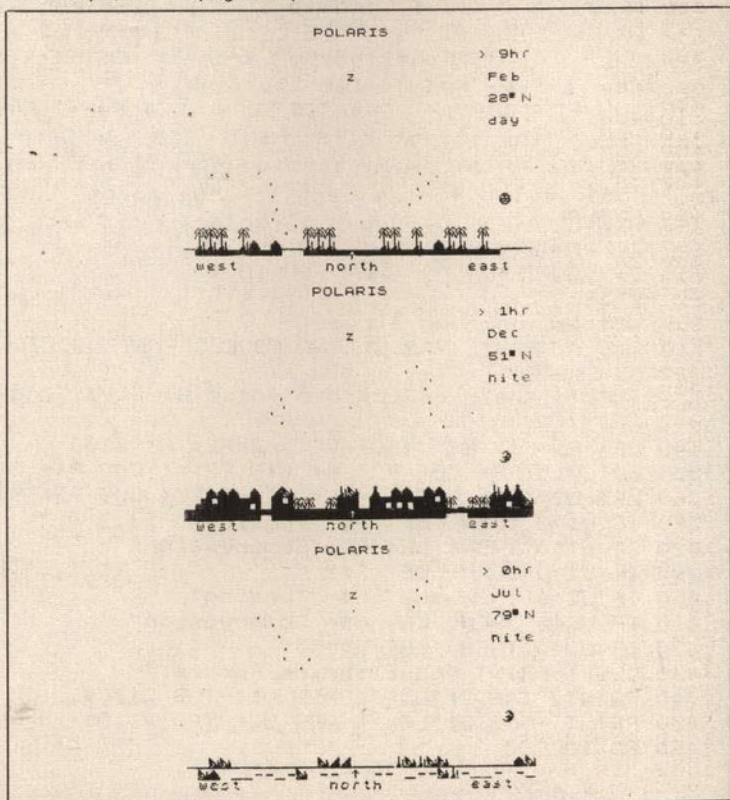 POLARIS
> 9hr
z
Feb
28■N
day
west north east
POLARIS
> 1hr
z
Dec
51■N
nite
west north east
POLARIS
> 0hr
z
Jul
79■N
nite
west north east